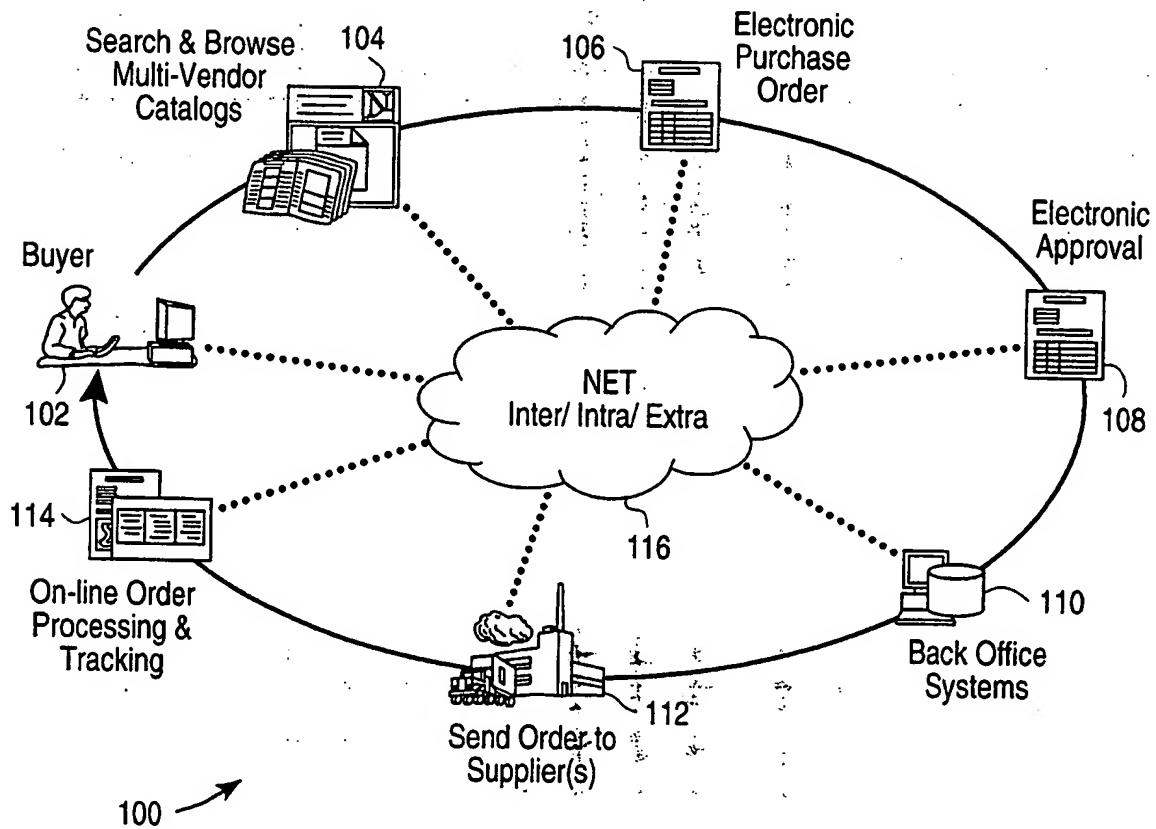 Search & Browse
Multi-Vendor
Catalogs
104
106
Electronic
Purchase
Order
Electronic
Approval
108
Buyer
102
NET
Inter/ Intra/ Extra
116
114
On-line Order
Processing &
Tracking
110
Back Office
Systems
112
Send Order to
Supplier(s)
100